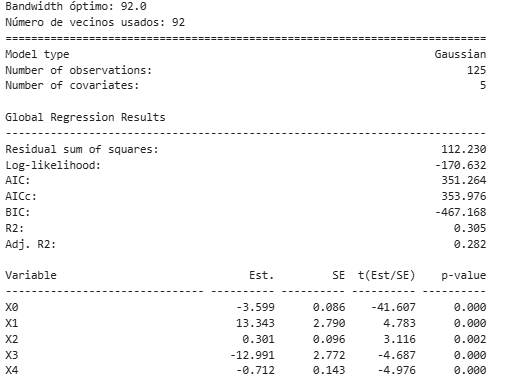 Bandwidth óptimo: 92.0
Número de vecinos usados: 92
===========================================================================
Model type                                                         Gaussian
Number of observations:                                                 125
Number of covariates:                                                     5

Global Regression Results
---------------------------------------------------------------------------
Residual sum of squares:                                            112.230
Log-likelihood:                                                    -170.632
AIC:                                                                351.264
AICc:                                                               353.976
BIC:                                                               -467.168
R2:                                                                   0.305
Adj. R2:                                                              0.282

Variable                              Est.         SE  t(Est/SE)    p-value
------------------------------- ---------- ---------- ---------- ----------
X0                                  -3.599      0.086    -41.607      0.000
X1                                  13.343      2.790      4.783      0.000
X2                                   0.301      0.096      3.116      0.002
X3                                 -12.991      2.772     -4.687      0.000
X4                                  -0.712      0.143     -4.976      0.000